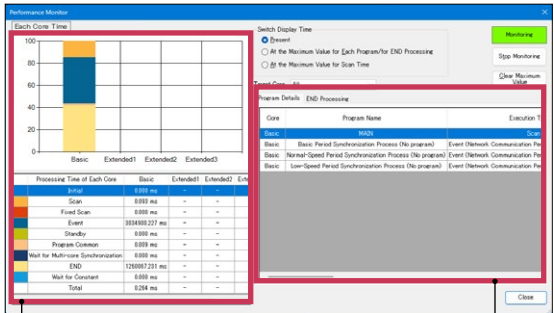 Performance Monitor
Each Core Time
100
80
60
40
20
Basic Extended1 Extended2 Extended3
Processing Time of Each Core Basic Extended1 Extended2
Initial 0.000 ms - -
Scan 0.093 ms - -
Fixed Scan 0.000 ms - -
Event 3034908.227 ms - -
Standby 0.000 ms - -
Program Common 0.009 ms - -
Wait for Multi-core Synchronization 0.000 ms - -
END 1260067.231 ms - -
Wait for Constant 0.000 ms - -
Total 0.204 ms - -
Switch Display Time
Present
At the Maximum Value for Each Program/for END Processing
At the Maximum Value for Scan Time
Monitoring
Stop Monitoring
Clear Maximum Value
Program Details END Processing
Core Program Name Execution T
Basic MAIN Scan
Basic Basic Period Synchronization Process (No program) Event (Network Communication Per
Basic Normal-Speed Period Synchronization Process (No program) Event (Network Communication Per
Basic Low-Speed Period Synchronization Process (No program) Event (Network Communication Per
Close